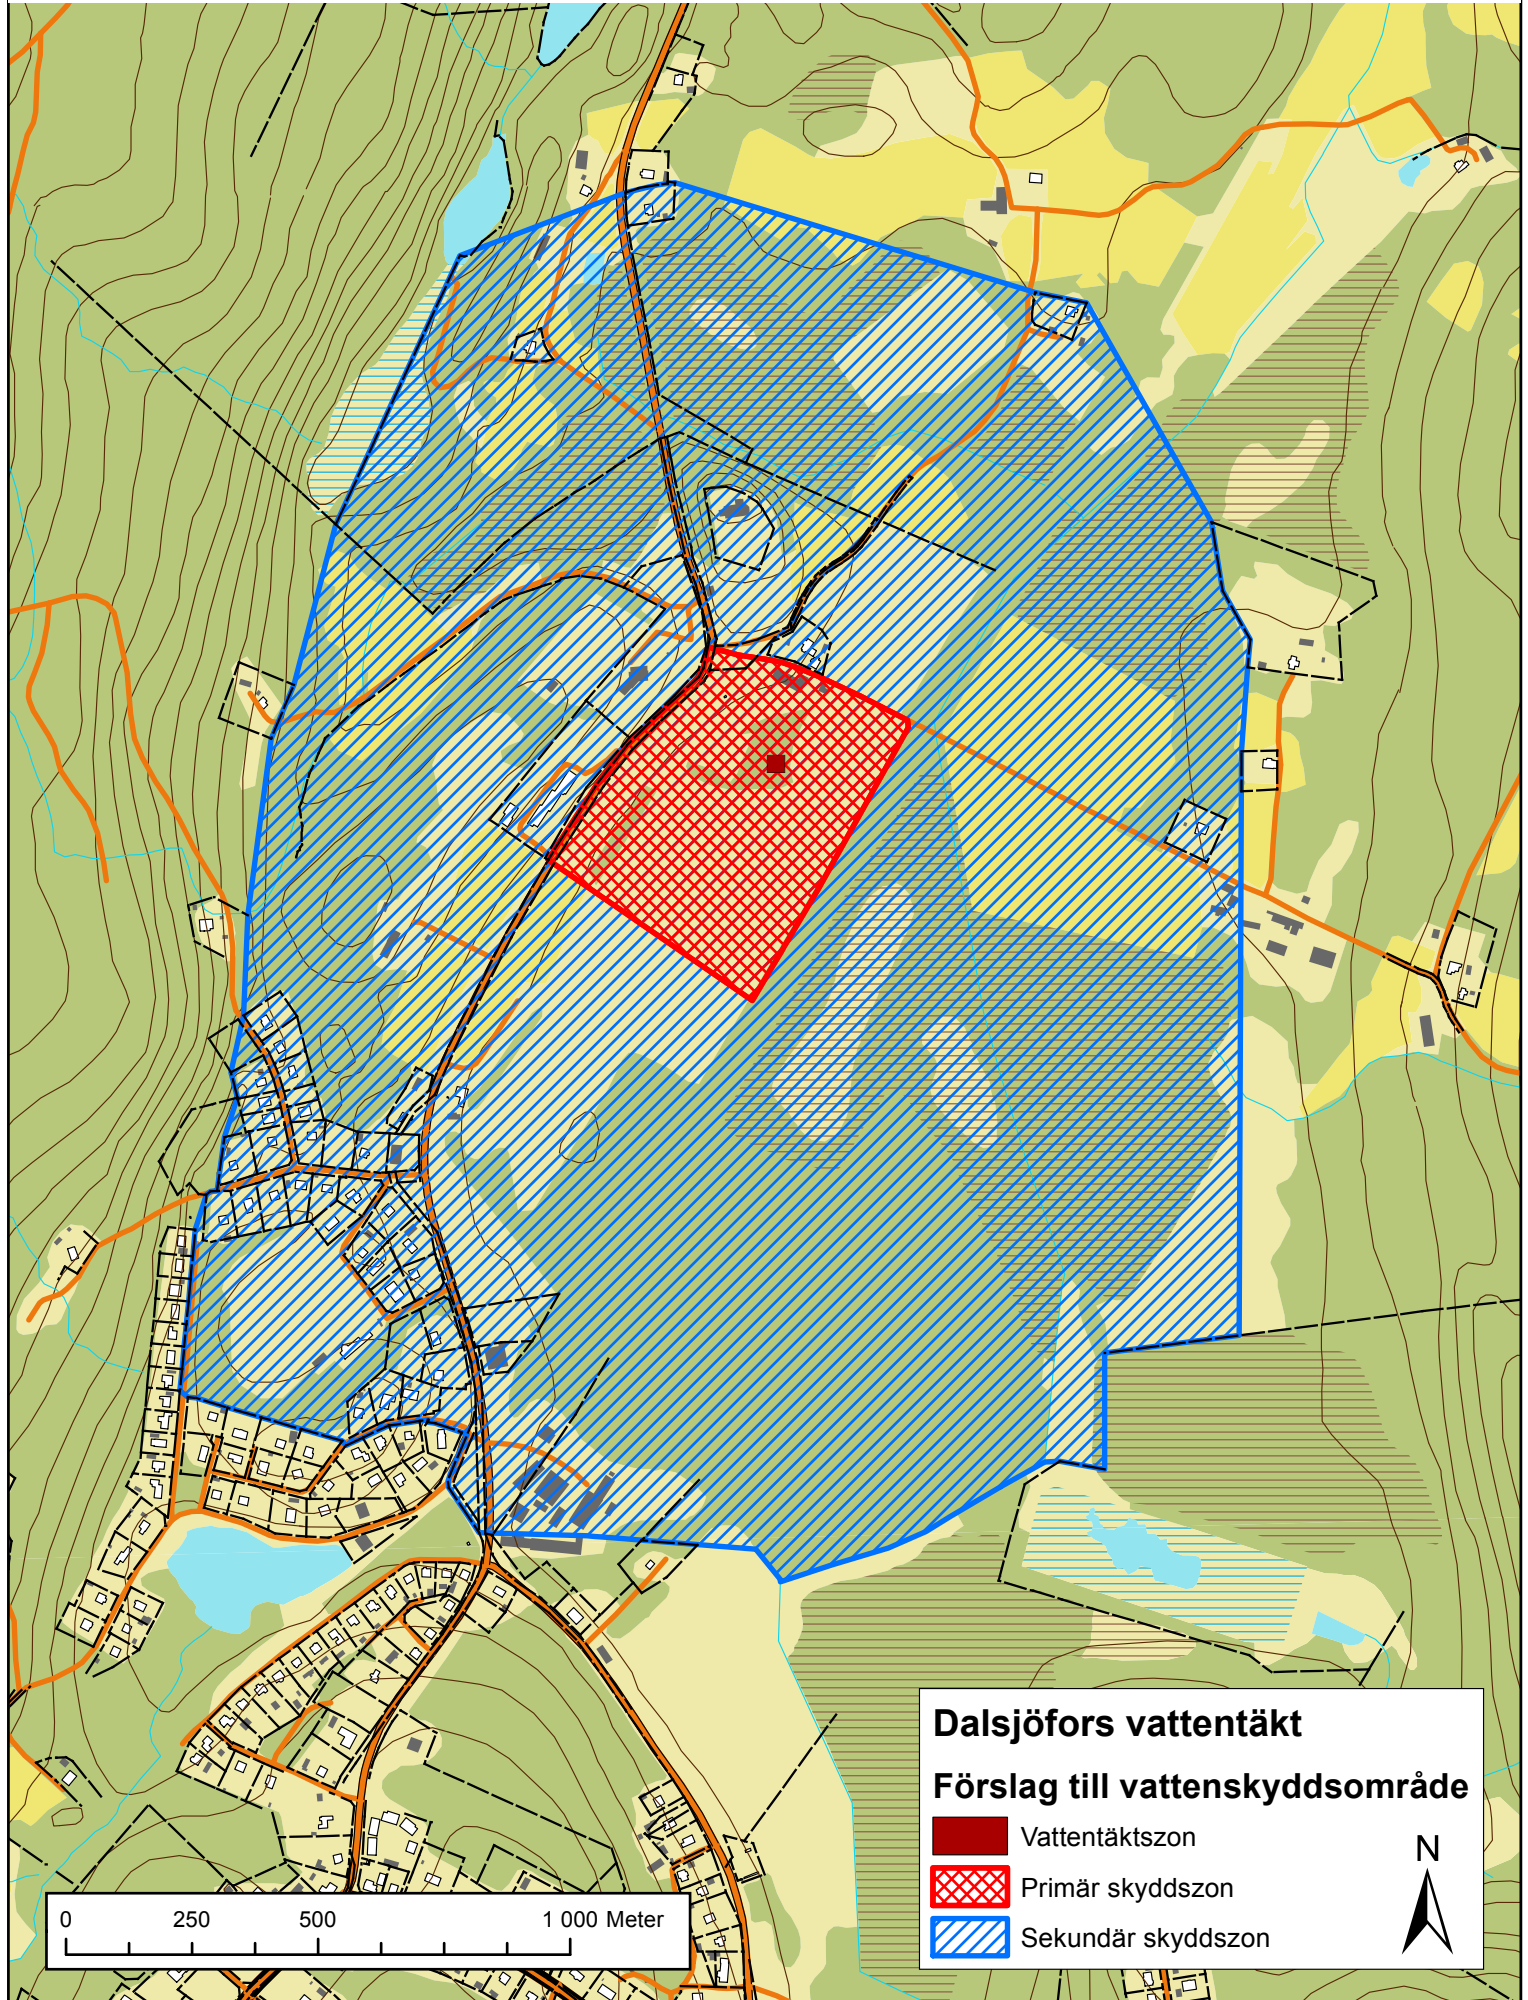 Dalsjöfors vattentäkt
Förslag till vattenskyddsområde
Vattentäktszon
Primär skyddszon
Sekundär skyddszon
N
0 250 500 1 000 Meter